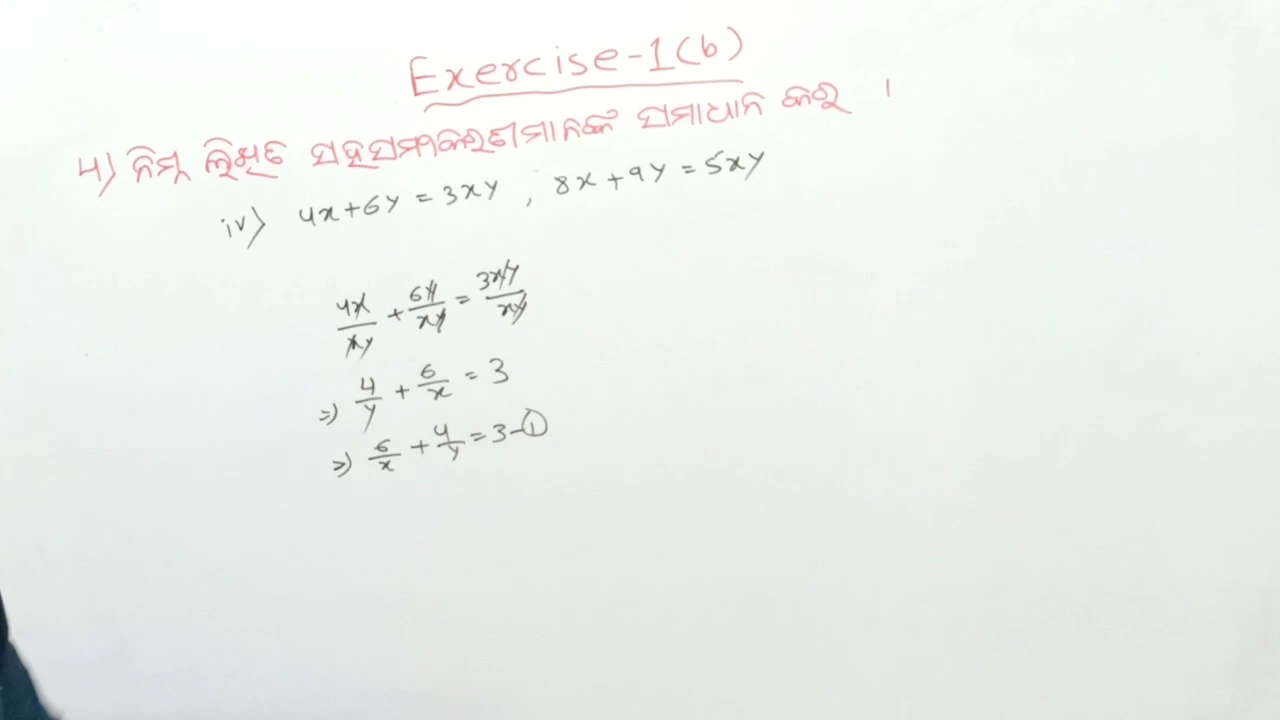 Exercise-1(b)
4) ନିମ୍ନ ଲିଖିତ ସହସମୀକରଣମାନଙ୍କ ସମାଧାନ କର ।
iv) 4x+6y = 3xy , 8x+9y = 5xy
4x/xy + 6y/xy = 3xy/xy
⇒) 4/y + 6/x = 3
⇒) 6/x + 4/y = 3 - ①